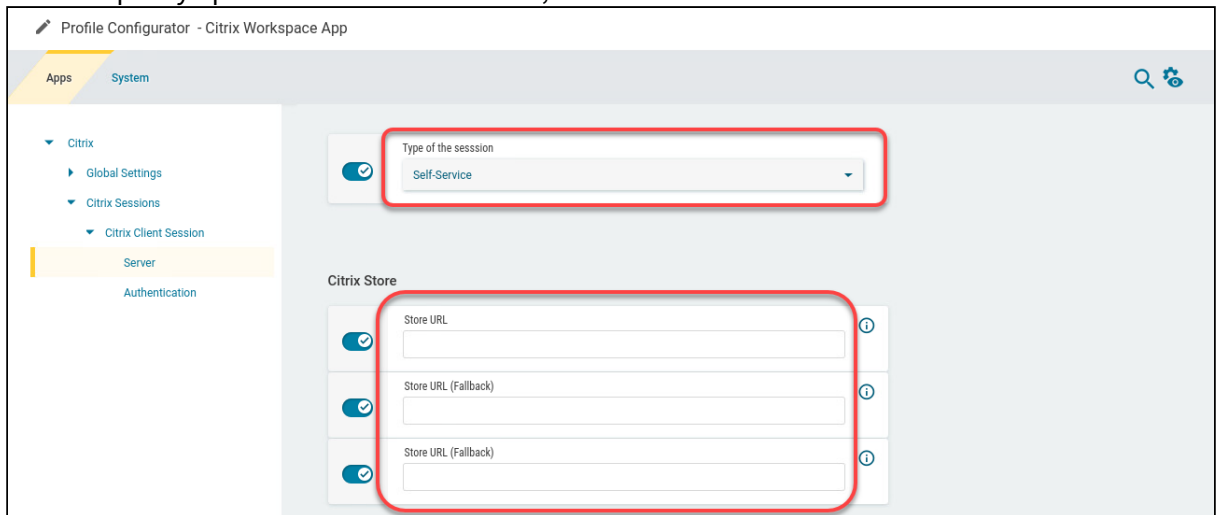 Profile Configurator - Citrix Workspace App
Apps System
Citrix
Global Settings
Citrix Sessions
Citrix Client Session
Server
Authentication
Type of the sesssion
Self-Service
Citrix Store
Store URL
Store URL (Fallback)
Store URL (Fallback)